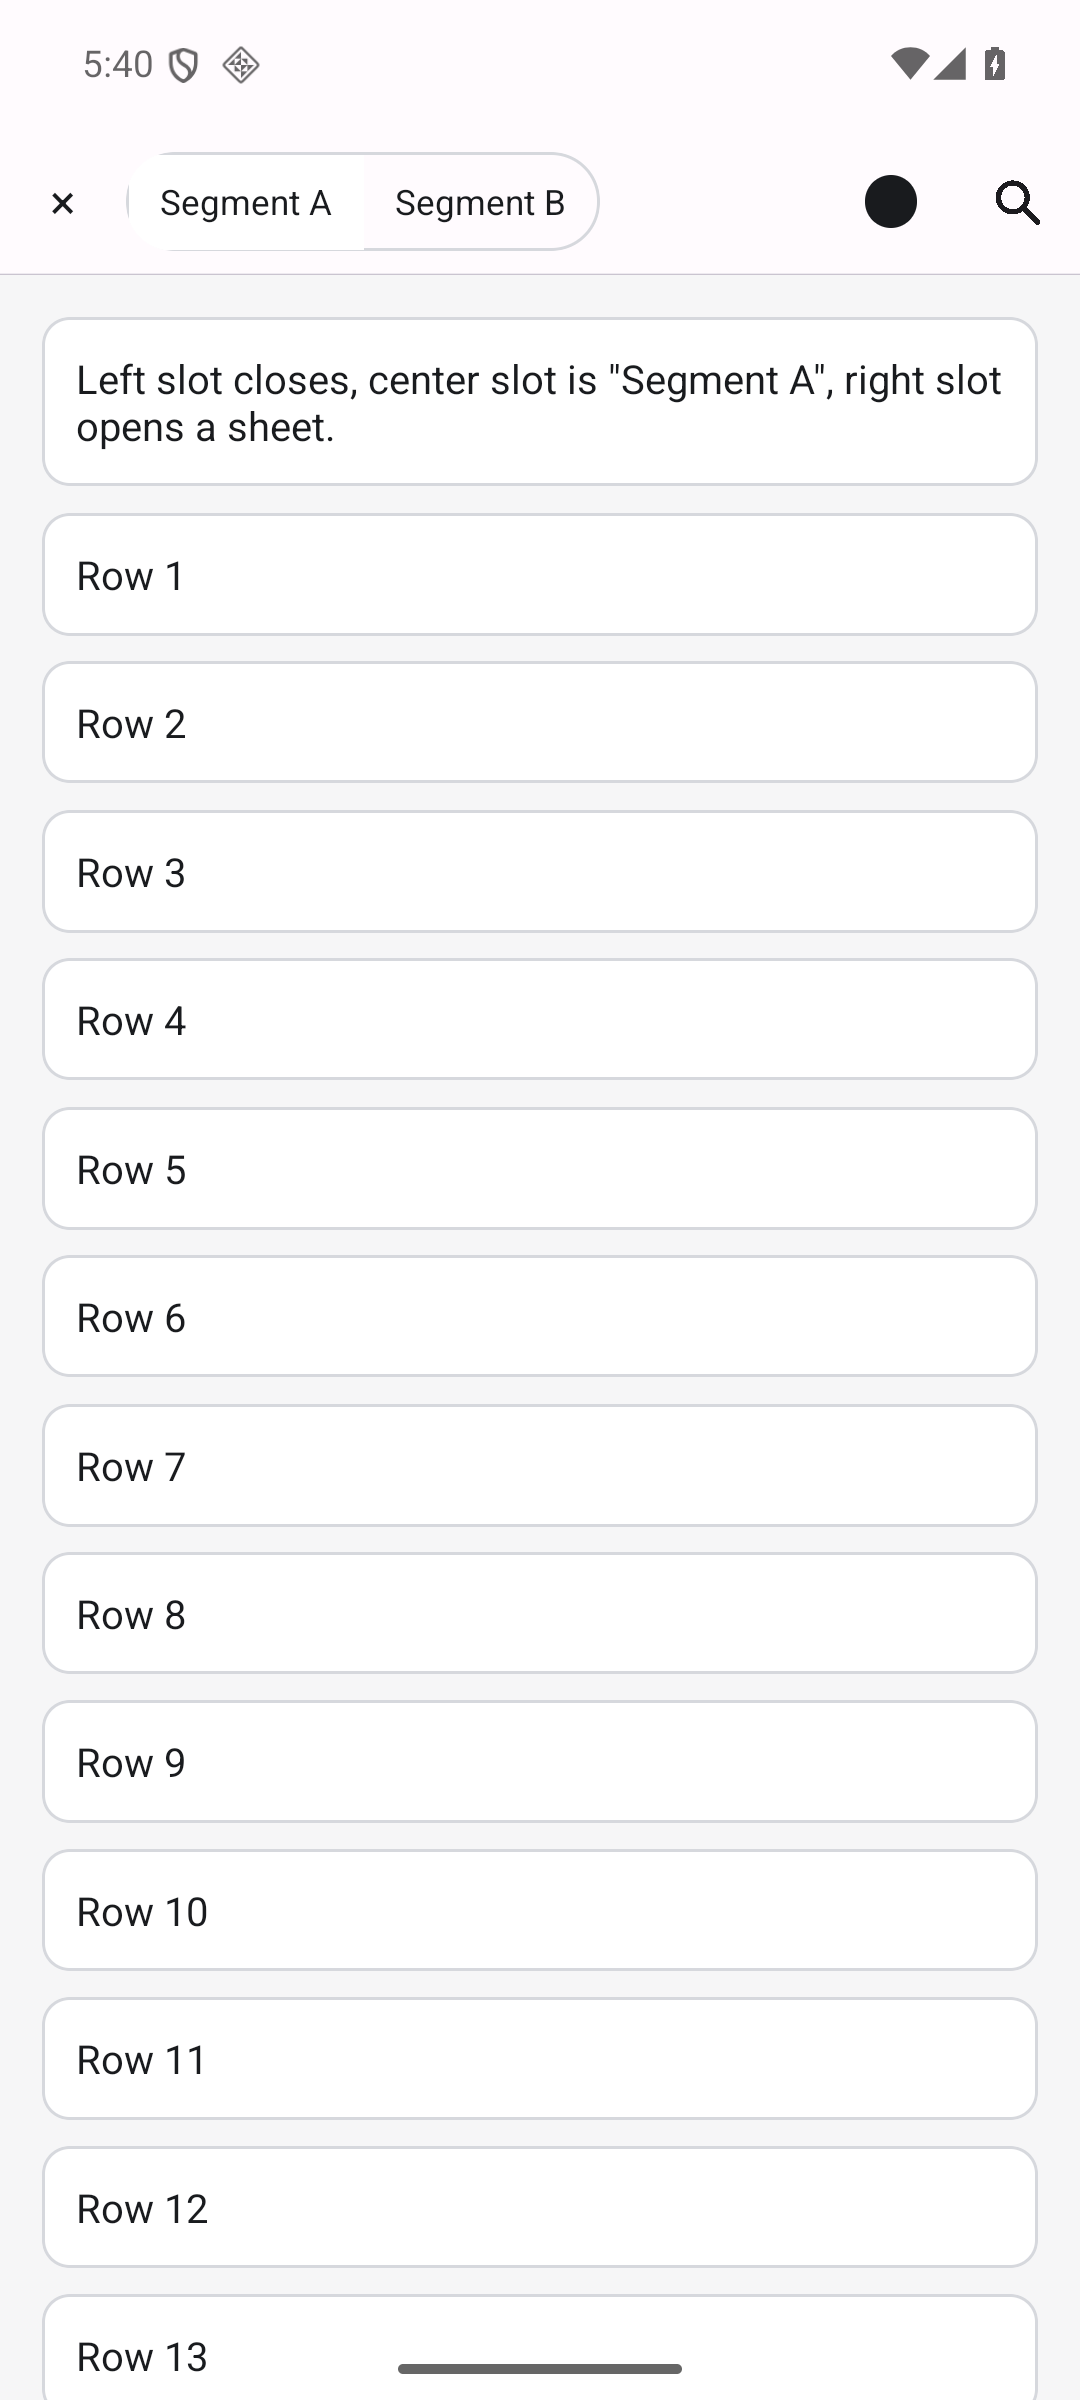 5:40
×
Segment A
Segment B
Left slot closes, center slot is "Segment A", right slot
opens a sheet.
Row 1
Row 2
Row 3
Row 4
Row 5
Row 6
Row 7
Row 8
Row 9
Row 10
Row 11
Row 12
Row 13